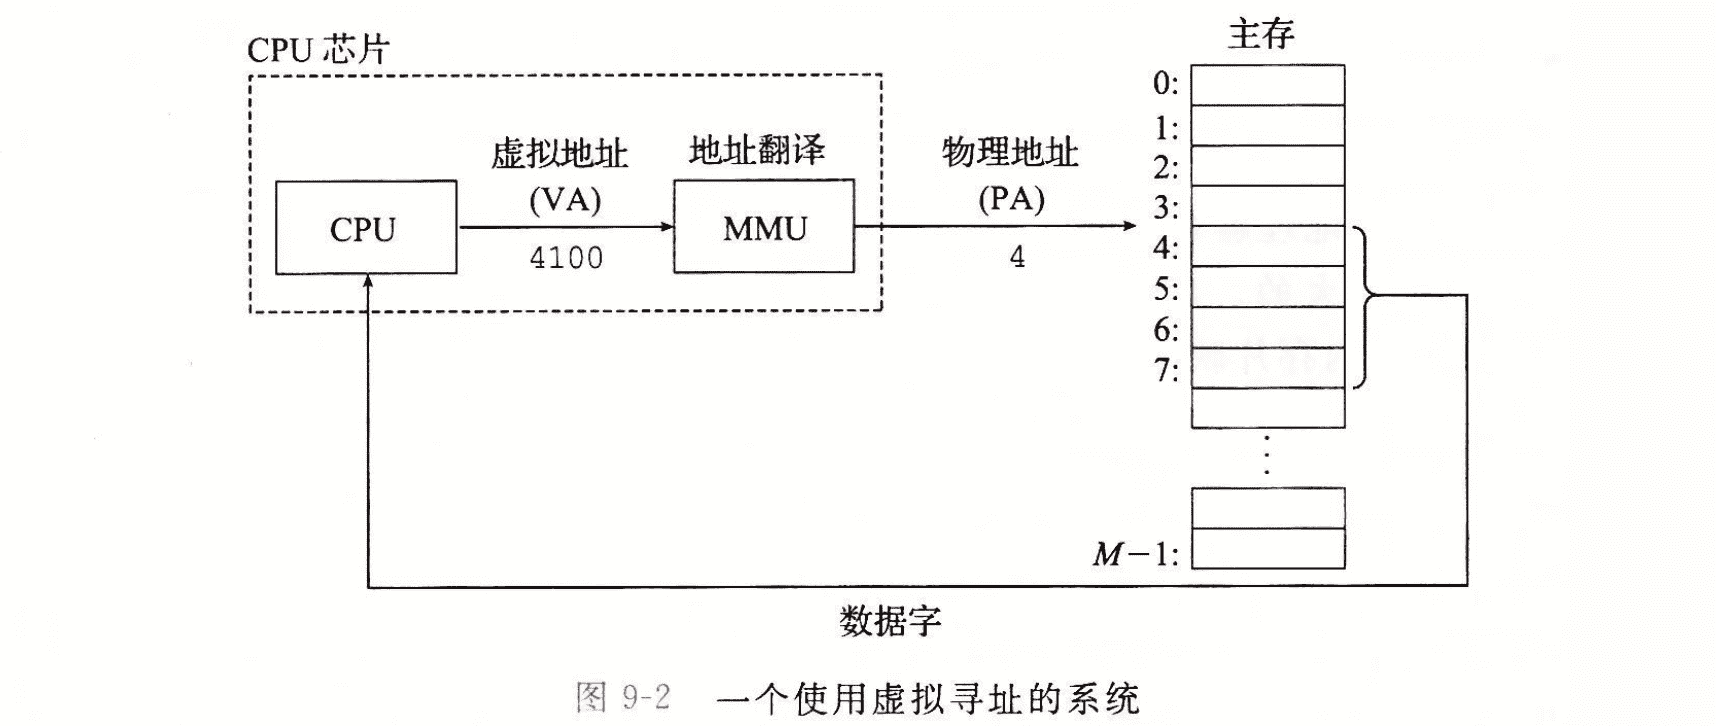 CPU 芯片
虚拟地址
(VA)
4100
地址翻译
CPU
MMU
物理地址
(PA)
4
主存
0:
1:
2:
3:
4:
5:
6:
7:
M-1:
数据字
图 9-2 一个使用虚拟寻址的系统